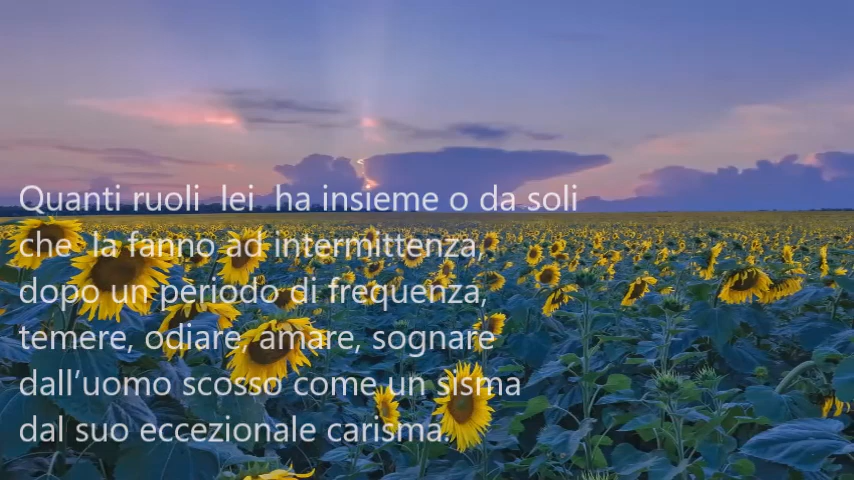 Quanti ruoli  lei  ha insieme o da soli
che  la fanno ad intermittenza,
dopo un periodo di frequenza,
temere, odiare, amare, sognare
dall’uomo scosso come un sisma
dal suo eccezionale carisma.